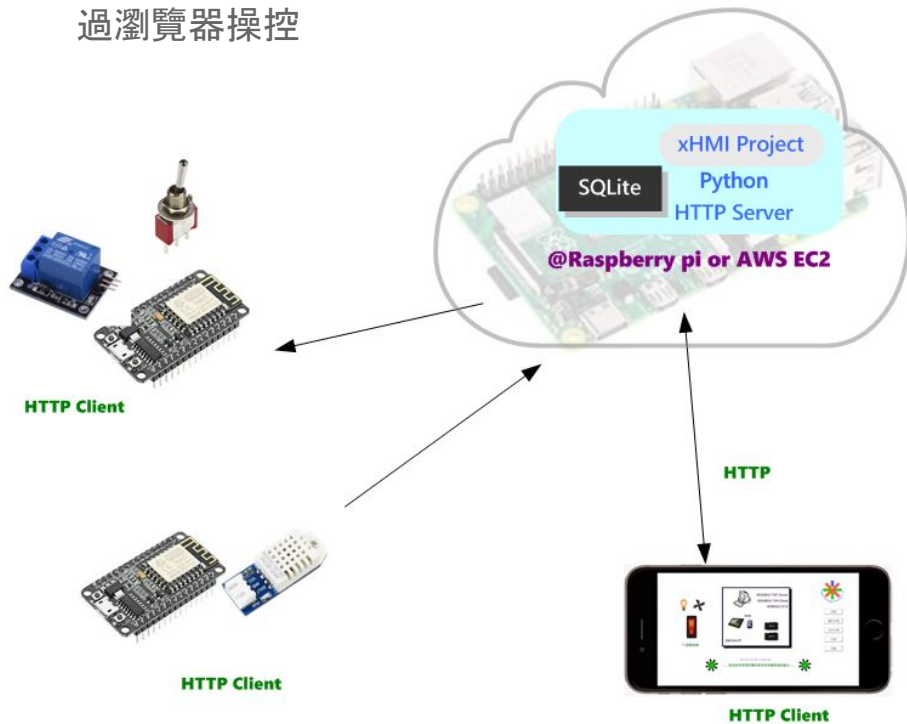 過瀏覽器操控
xHMI Project
SQLite
Python
HTTP Server
@Raspberry pi or AWS EC2
HTTP Client
HTTP
HTTP Client
HTTP Client